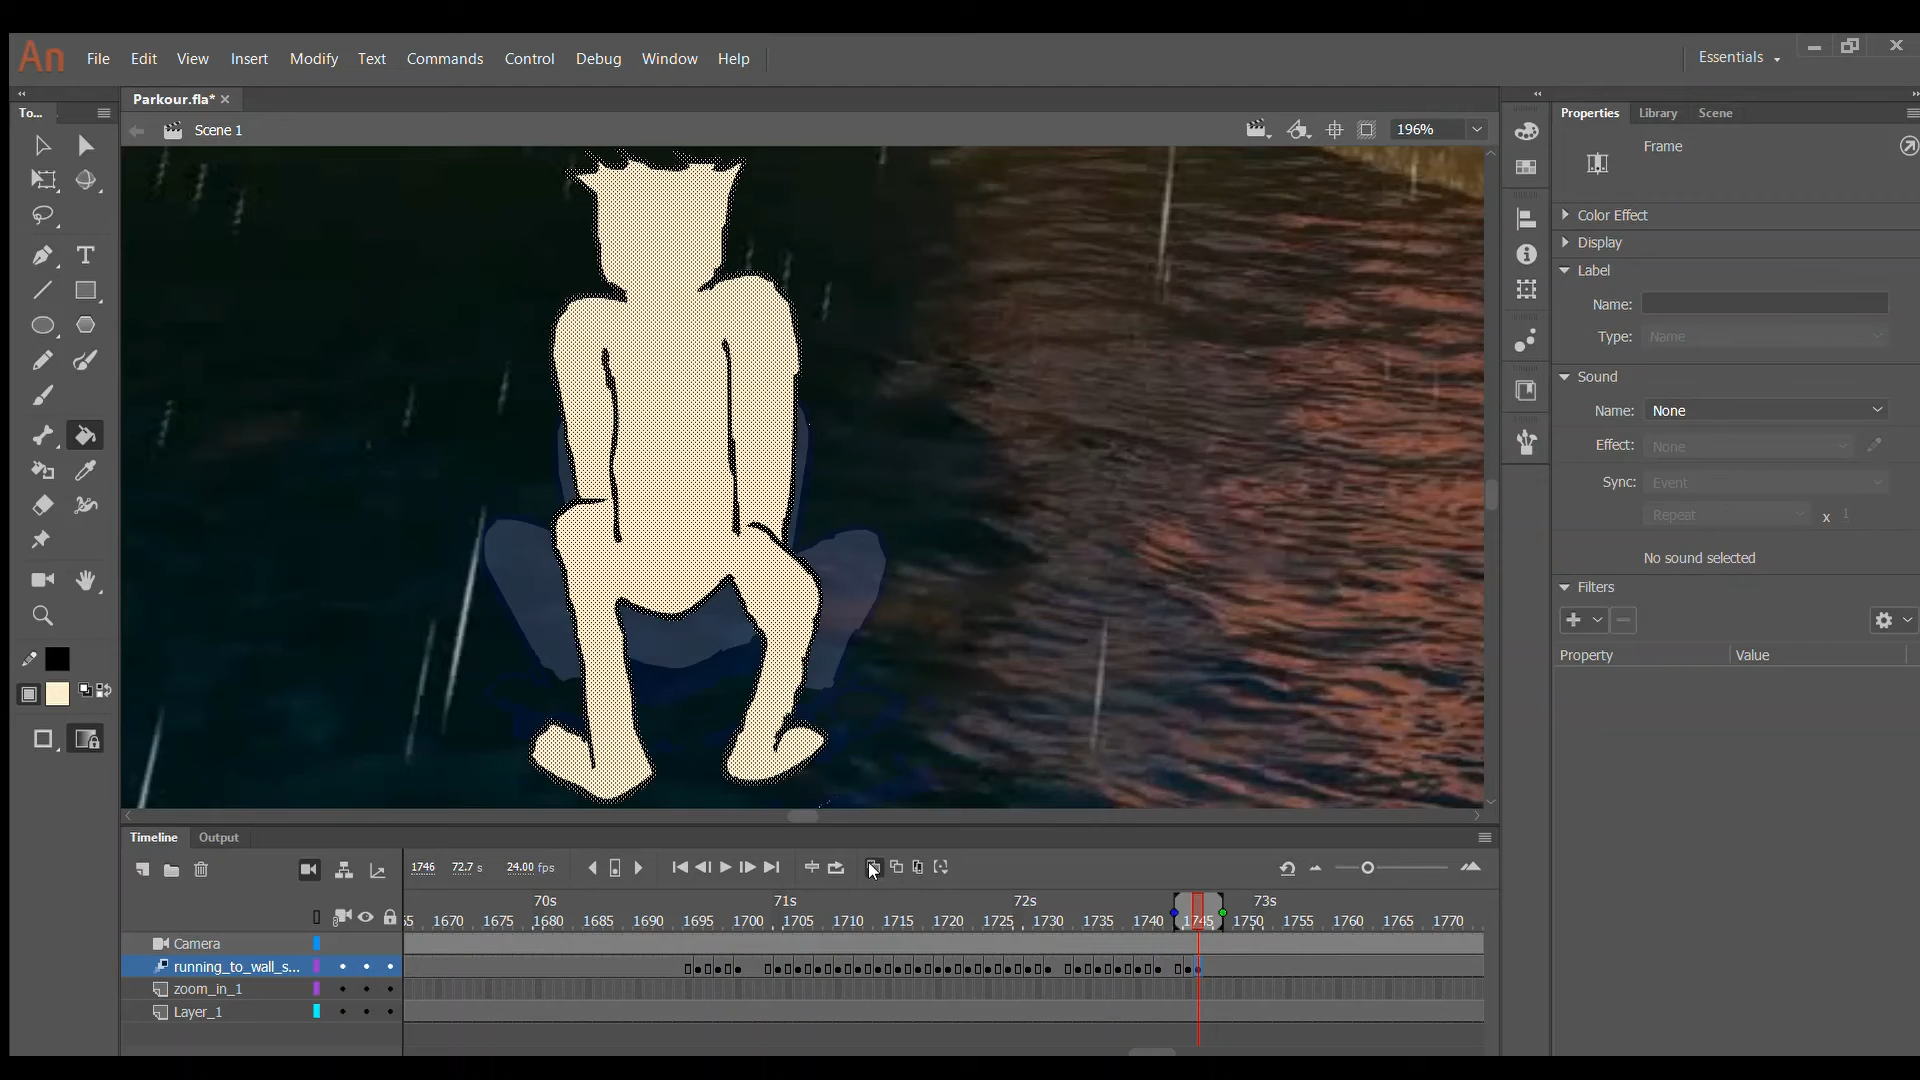 An File Edit View Insert Modify Text Commands Control Debug Window Help Essentials
To... Parkour.fla* Properties Library Scene
Scene 1 196%
Frame
Color Effect
Display
Label
Name:
Type: Name
Sound
Name: None
Effect: None
Sync: Event
Repeat x 1
No sound selected
Filters
Property Value
T
Timeline Output
1746 72.7 s 24.00 fps
70s 71s 72s 73s
65 1670 1675 1680 1685 1690 1695 1700 1705 1710 1715 1720 1725 1730 1735 1740 1745 1750 1755 1760 1765 1770
Camera
running_to_wall_s...
zoom_in_1
Layer_1